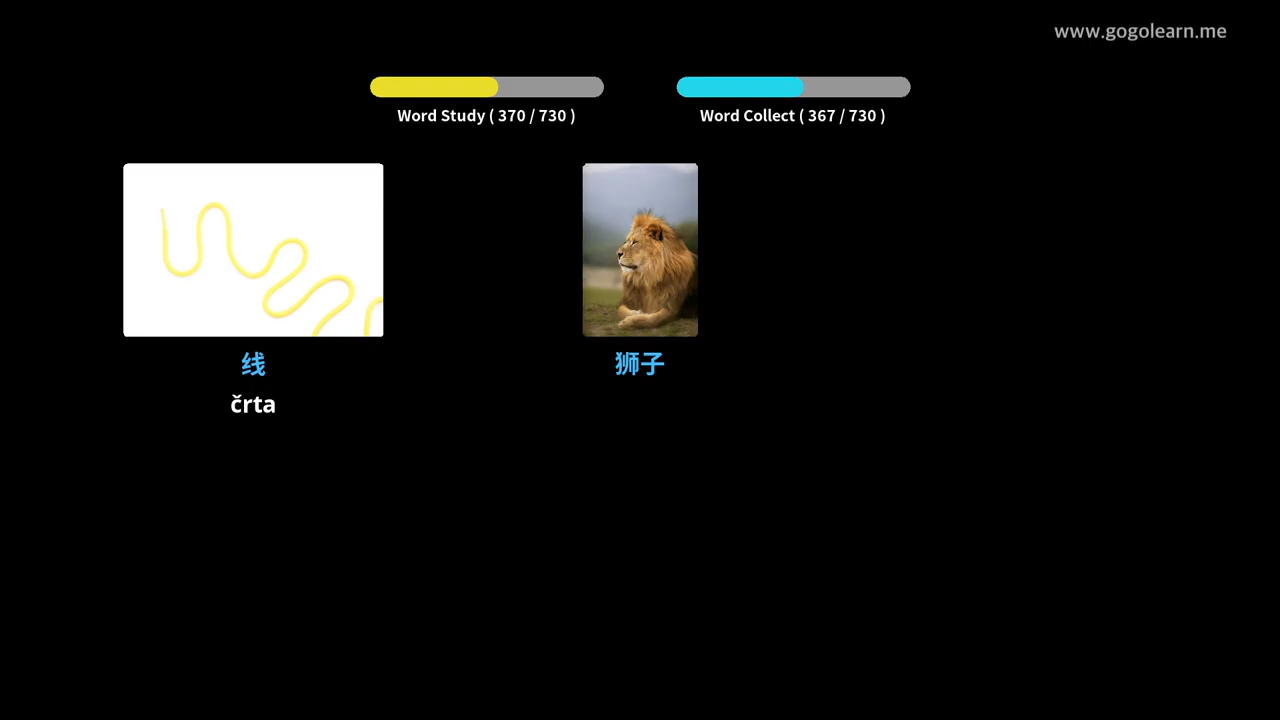 www.gogolearn.me
Word Study ( 370 / 730 )
Word Collect ( 367 / 730 )
线
狮子
črta